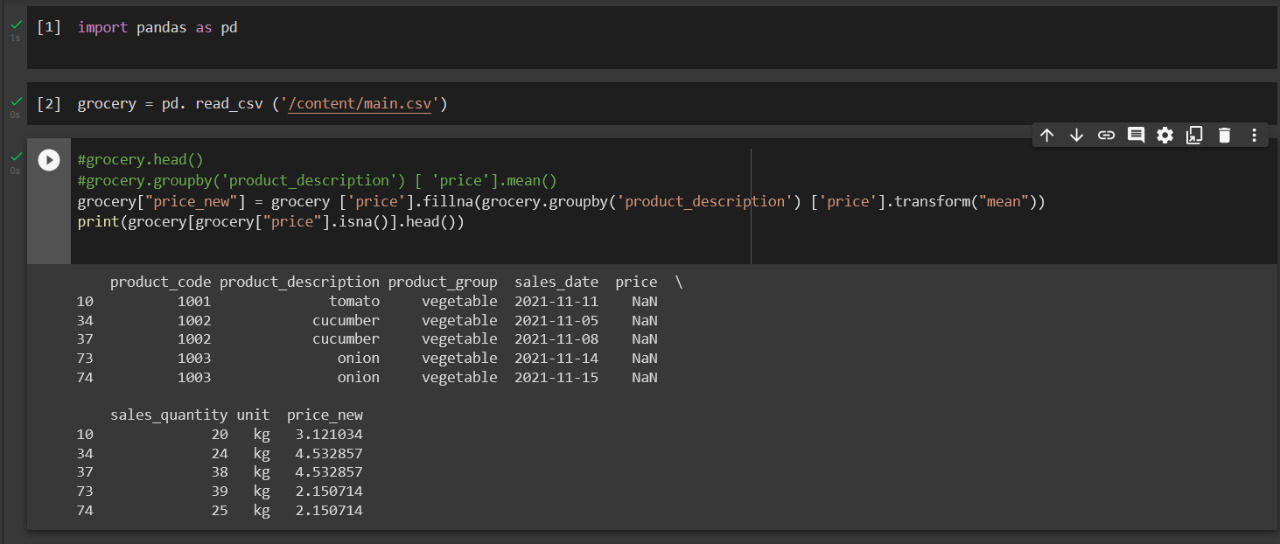 [1] import pandas as pd
1s
[2] grocery = pd. read_csv ('/content/main.csv')
0s
#grocery.head()
0s
#grocery.groupby('product_description') [ 'price'].mean()
grocery["price_new"] = grocery ['price'].fillna(grocery.groupby('product_description') ['price'].transform("mean"))
print(grocery[grocery["price"].isna()].head())
product_code product_description product_group sales_date price \
10 1001 tomato vegetable 2021-11-11 NaN
34 1002 cucumber vegetable 2021-11-05 NaN
37 1002 cucumber vegetable 2021-11-08 NaN
73 1003 onion vegetable 2021-11-14 NaN
74 1003 onion vegetable 2021-11-15 NaN
sales_quantity unit price_new
10 20 kg 3.121034
34 24 kg 4.532857
37 38 kg 4.532857
73 39 kg 2.150714
74 25 kg 2.150714